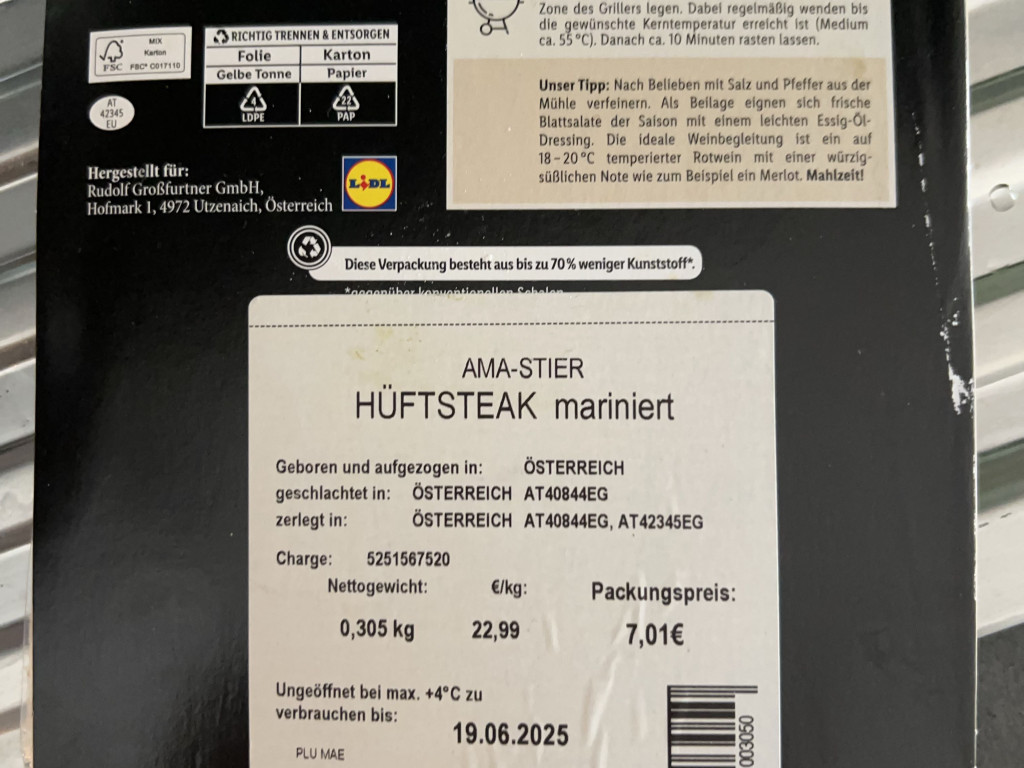 Zone des Grillers legen. Dabei regelmäßig wenden bis
die gewünschte Kerntemperatur erreicht ist (Medium
ca. 55 °C). Danach ca. 10 Minuten rasten lassen.
Unser Tipp: Nach Belieben mit Salz und Pfeffer aus der
Mühle verfeinern. Als Beilage eignen sich frische
Blattsalate der Saison mit einem leichten Essig-Öl-
Dressing. Die ideale Weinbegleitung ist ein auf
18 – 20 °C temperierter Rotwein mit einer würzig-
süßlichen Note wie zum Beispiel ein Merlot. Mahlzeit!
MIX
Karton
FSC FSC® C017110
RICHTIG TRENNEN & ENTSORGEN
Folie Karton
Gelbe Tonne Papier
4 22
LDPE PAP
AT
42345
EU
Hergestellt für:
Rudolf Großfurtner GmbH,
Hofmark 1, 4972 Utzenaich, Österreich
LIDL
Diese Verpackung besteht aus bis zu 70 % weniger Kunststoff*.
*gegenüber konventionellen Schalen
AMA-STIER
HÜFTSTEAK mariniert
Geboren und aufgezogen in: ÖSTERREICH
geschlachtet in: ÖSTERREICH AT40844EG
zerlegt in: ÖSTERREICH AT40844EG, AT42345EG
Charge: 5251567520
Nettogewicht: €/kg: Packungspreis:
0,305 kg 22,99 7,01€
Ungeöffnet bei max. +4°C zu
verbrauchen bis:
19.06.2025
PLU MAE
003050